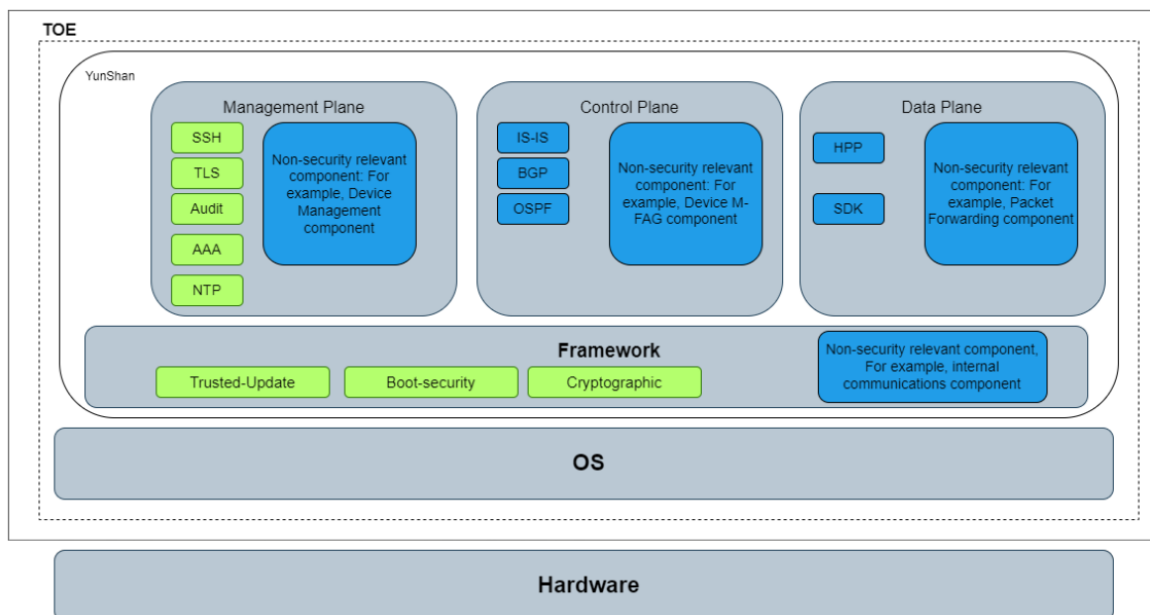 TOE
YunShan
Management Plane
SSH
TLS
Audit
AAA
NTP
Non-security relevant
component: For
example, Device
Management
component
Control Plane
IS-IS
BGP
OSPF
Non-security relevant
component: For
example, Device M-
FAG component
Data Plane
HPP
SDK
Non-security relevant
component: For
example, Packet
Forwarding component
Framework
Trusted-Update
Boot-security
Cryptographic
Non-security relevant component,
For example, internal
communications component
OS
Hardware